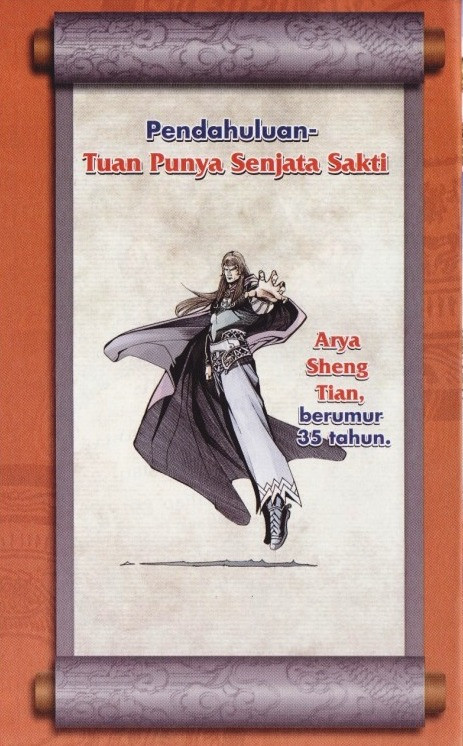 Pendahuluan-
Tuan Punya Senjata Sakti
Arya
Sheng
Tian,
berumur
35 tahun.